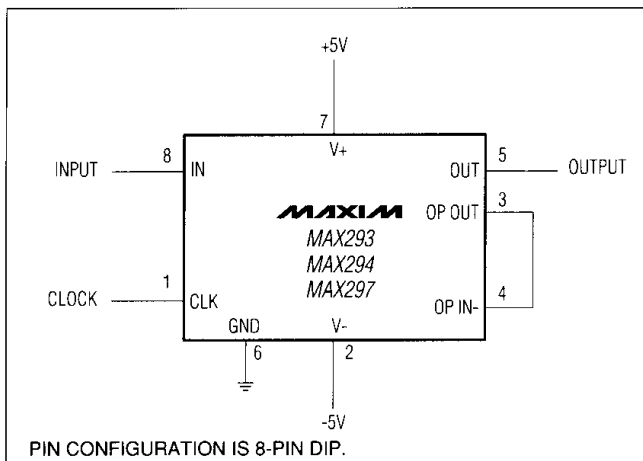 +5V
7
V+
INPUT 8 IN
OUT 5 OUTPUT
MAXIM
OP OUT 3
MAX293
MAX294
MAX297
CLOCK 1 CLK
OP IN- 4
GND V-
6 2
-5V
PIN CONFIGURATION IS 8-PIN DIP.